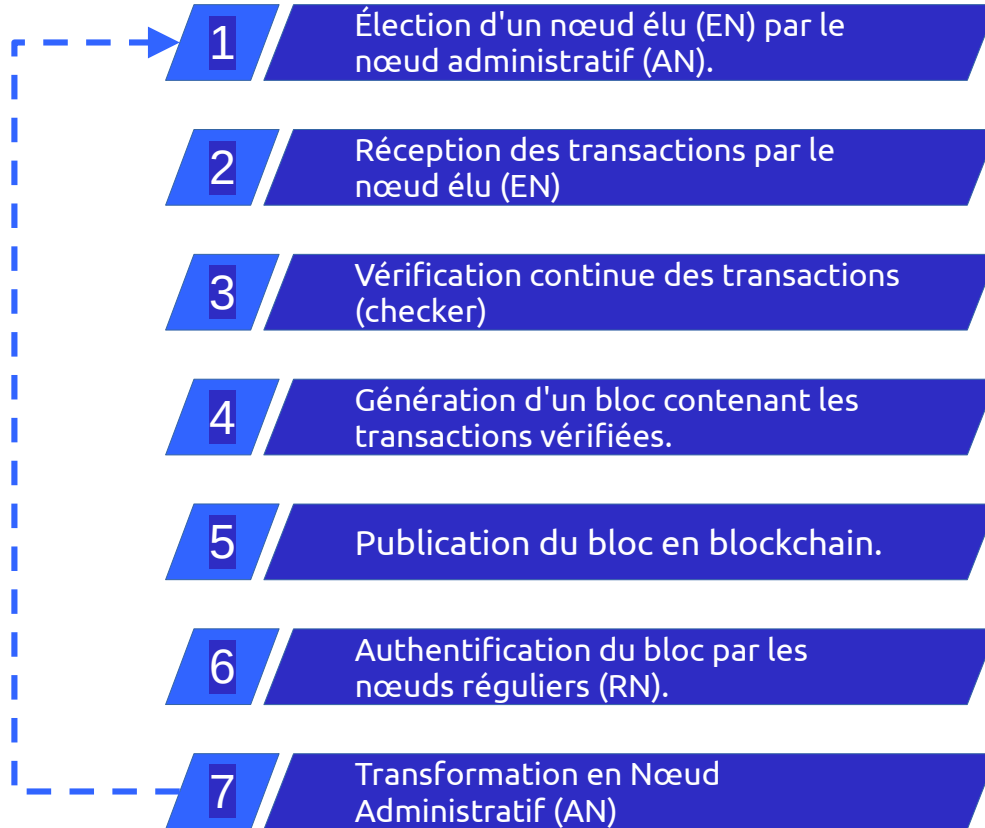 1
Élection d'un nœud élu (EN) par le
nœud administratif (AN).
2
Réception des transactions par le
nœud élu (EN)
3
Vérification continue des transactions
(checker)
4
Génération d'un bloc contenant les
transactions vérifiées.
5
Publication du bloc en blockchain.
6
Authentification du bloc par les
nœuds réguliers (RN).
7
Transformation en Nœud
Administratif (AN)